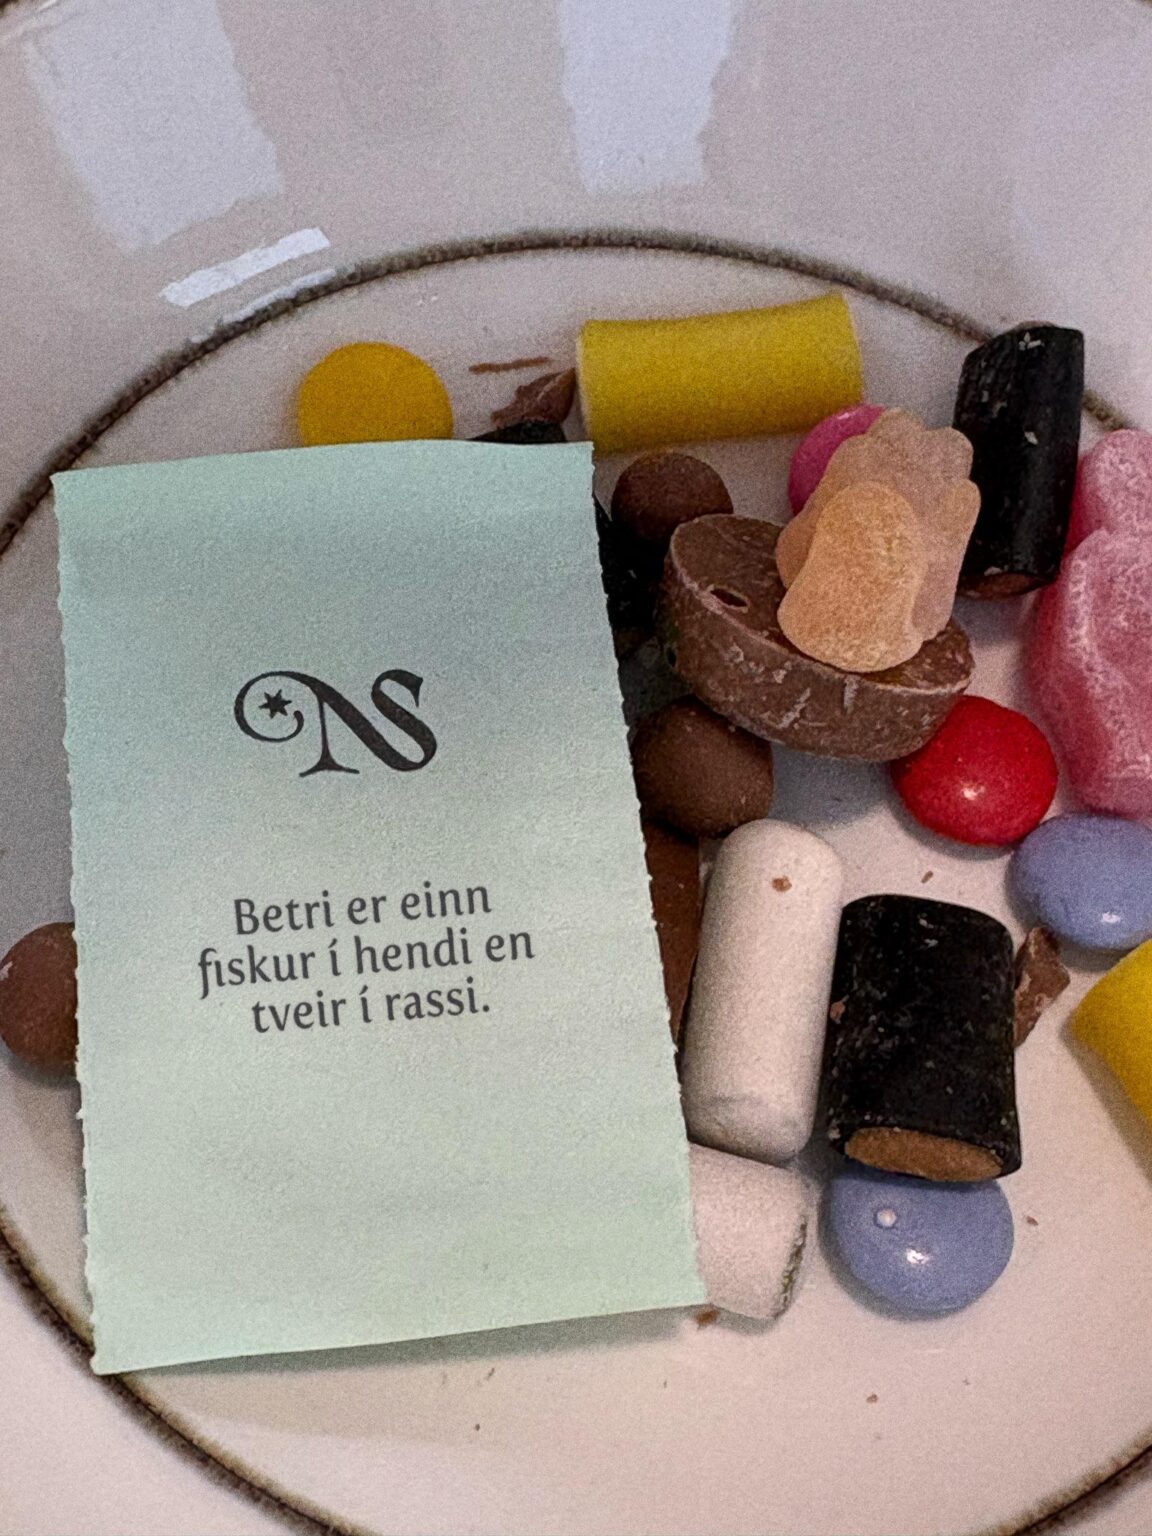 NS
Betri er einn
fiskur í hendi en
tveir í rassi.